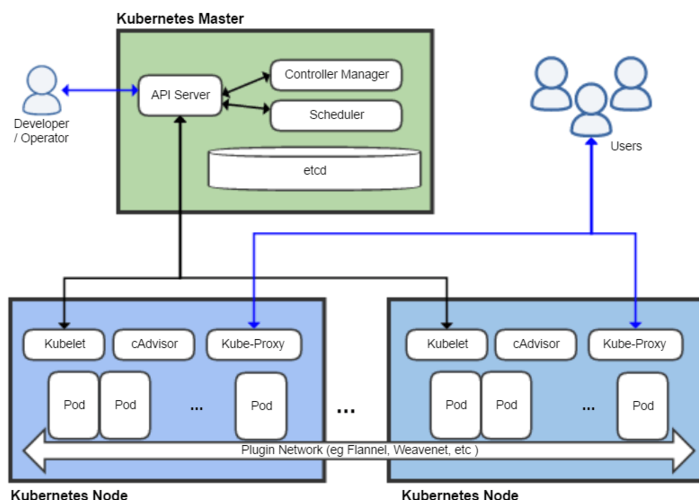 Kubernetes Master
Controller Manager
API Server
Scheduler
Developer
/ Operator
Users
etcd
Kubelet
cAdvisor
Kube-Proxy
Kubelet
cAdvisor
Kube-Proxy
Pod
Pod
...
Pod
...
Pod
Pod
...
Pod
Plugin Network (eg Flannel, Weavenet, etc )
Kubernetes Node
Kubernetes Node